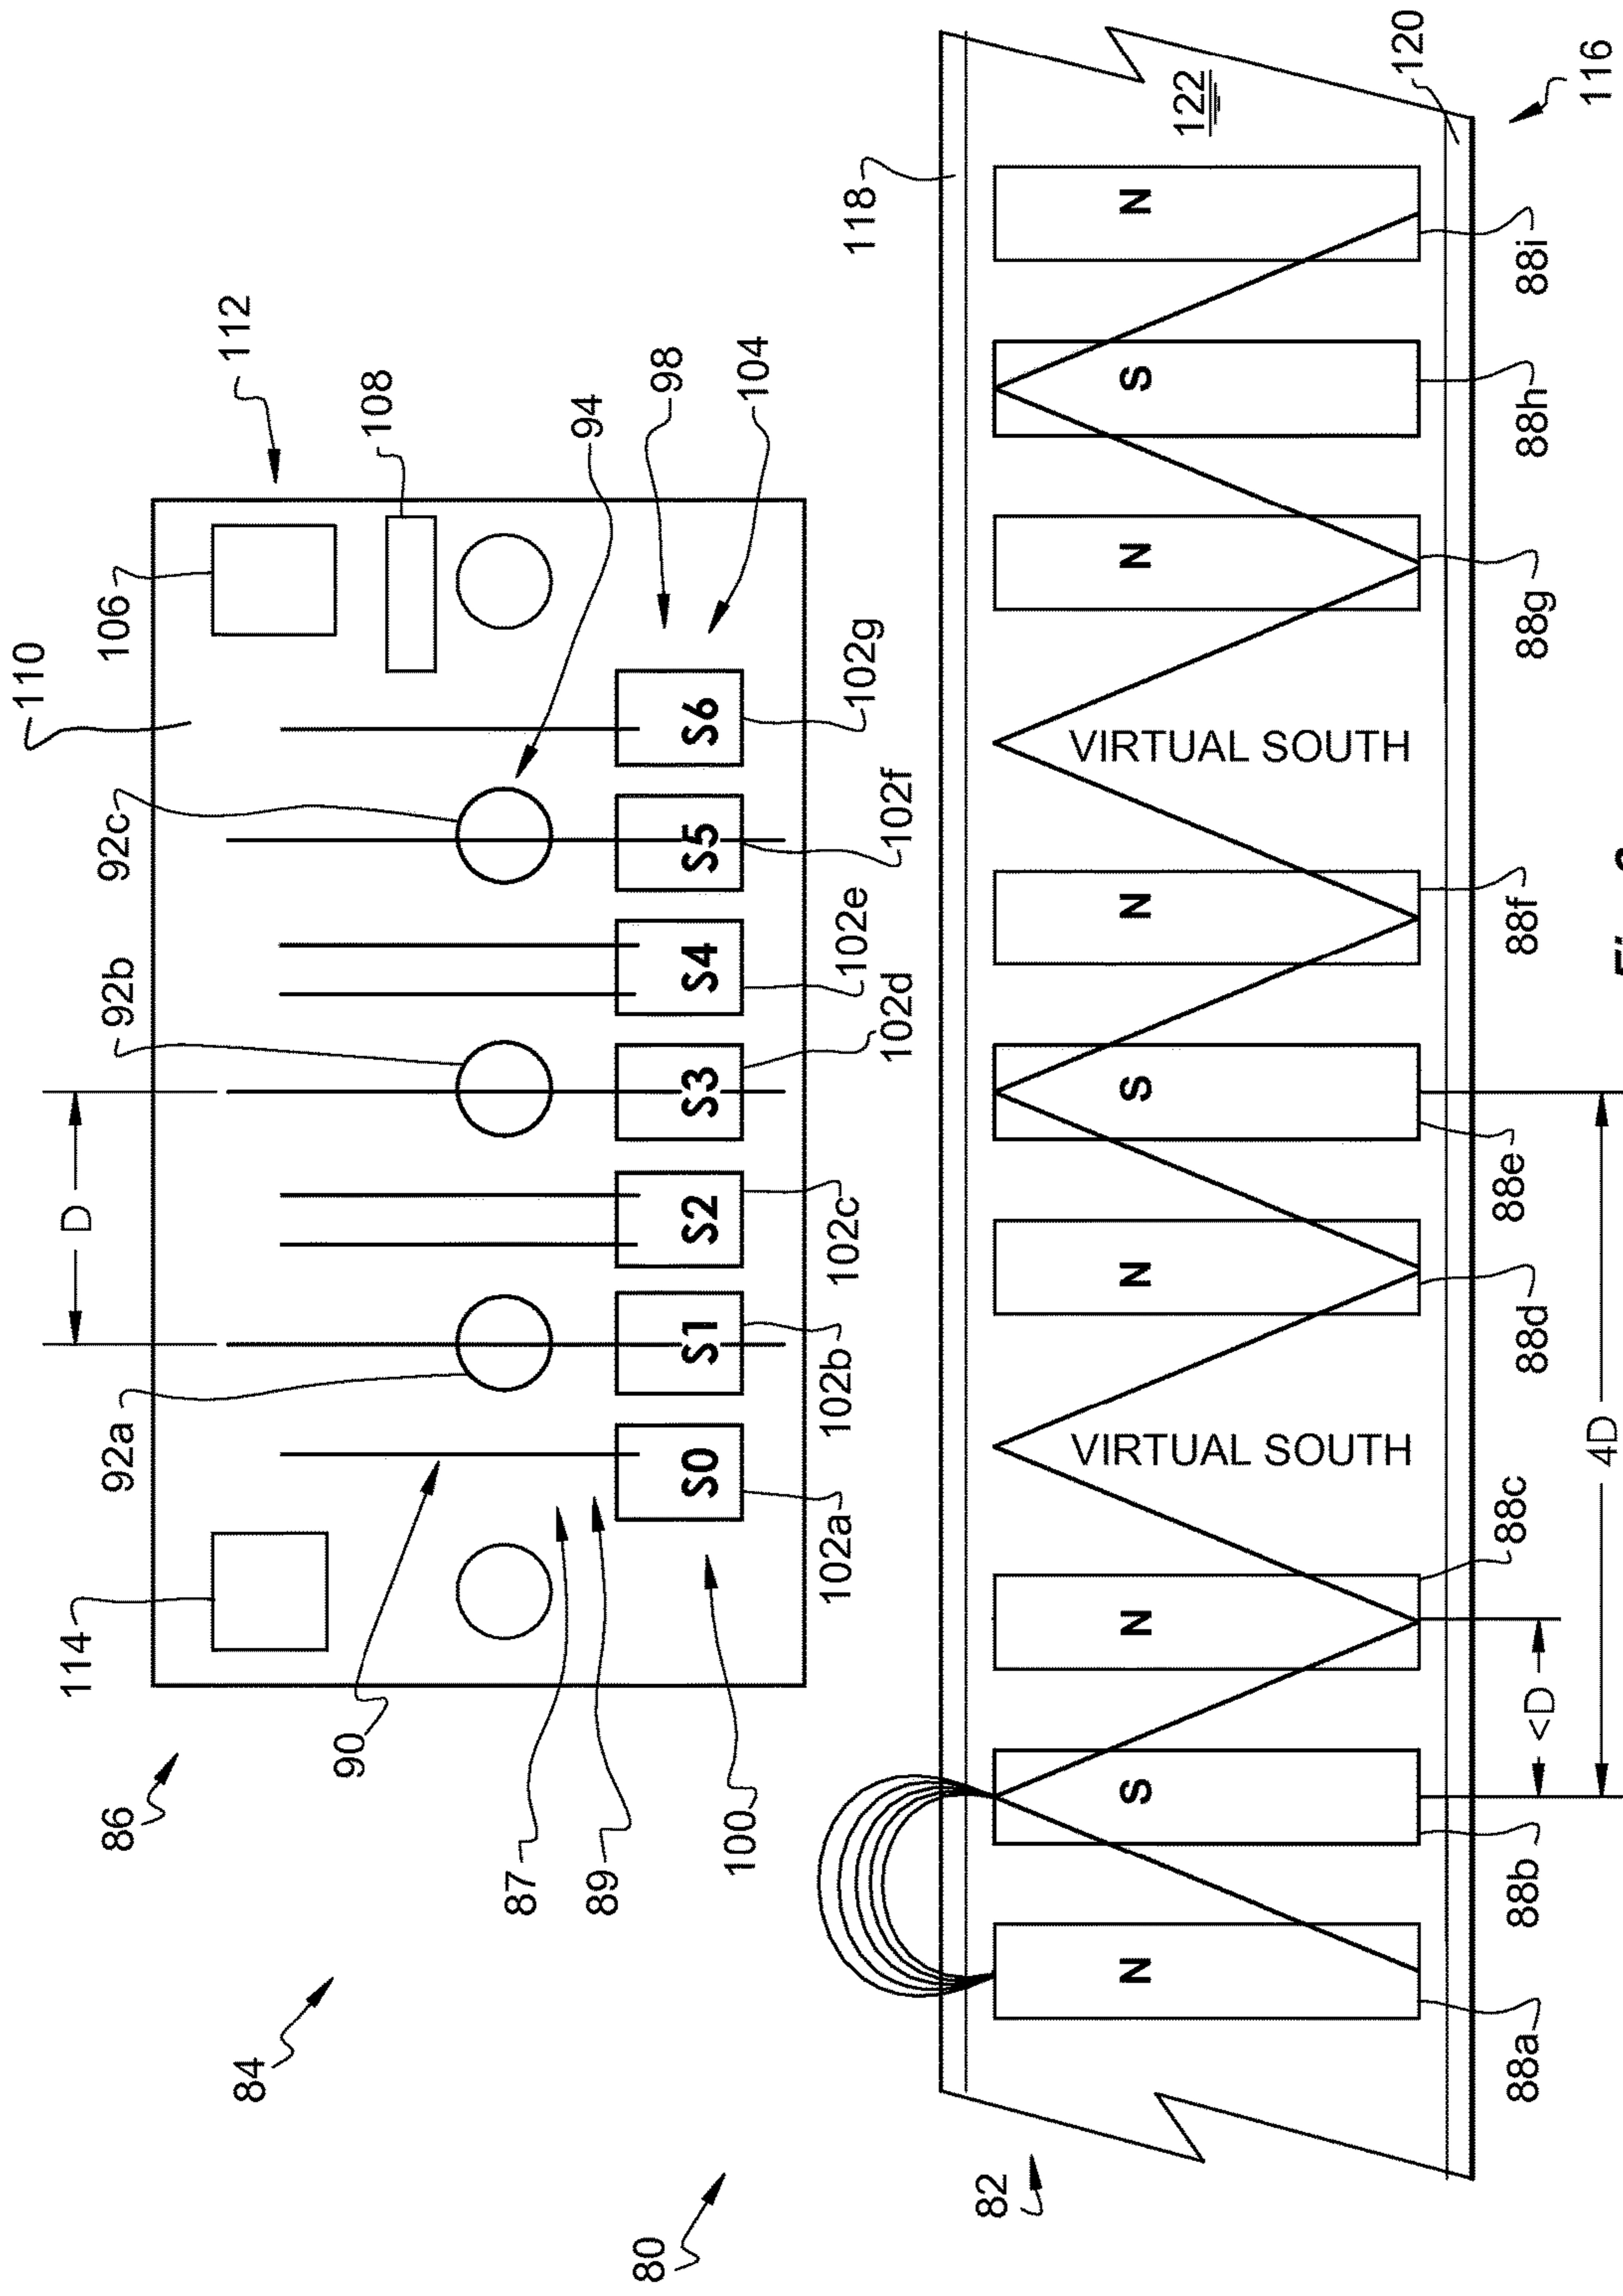 110
106
112
108
94
98
104
92c
92b
D
92a
114
90
86
84
87
89
100
80
S0
S1
S2
S3
S4
S5
S6
102a
102b
102c
102d
102e
102f
102g
82
118
122
120
116
N
S
N
VIRTUAL SOUTH
N
S
N
VIRTUAL SOUTH
N
S
N
88a
88b
88c
88d
88e
88f
88g
88h
88i
<D
4D